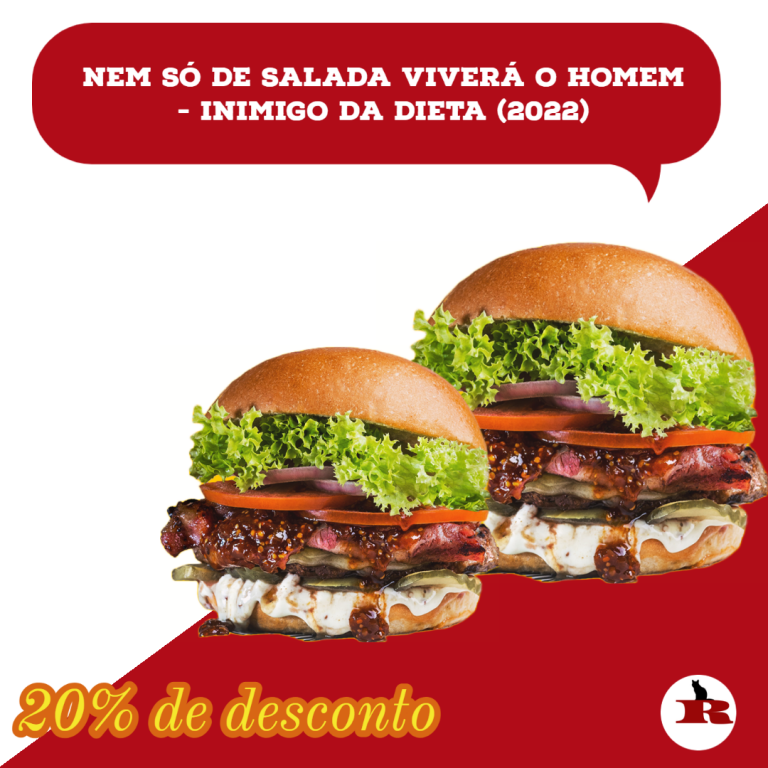 NEM SÓ DE SALADA VIVERÁ O HOMEM
- INIMIGO DA DIETA (2022)
20% de desconto
R